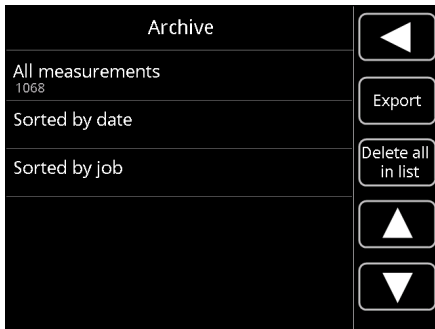 Archive
All measurements
1068
Sorted by date
Sorted by job
Export
Delete all
in list